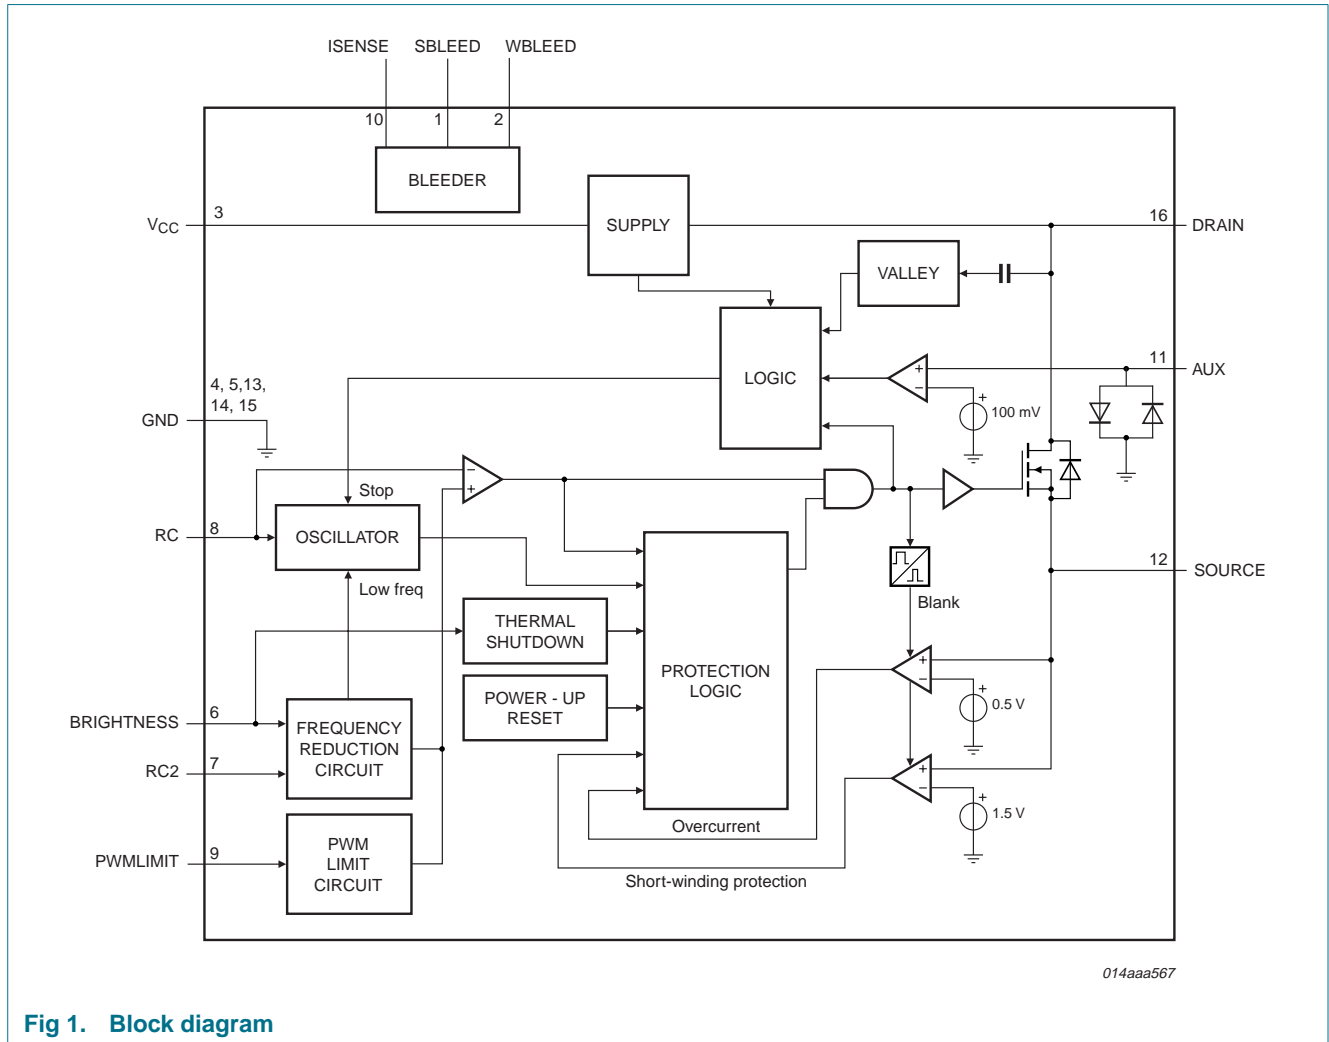 ISENSE SBLEED WBLEED
10 1 2
BLEEDER
VCC 3
SUPPLY
16 DRAIN
VALLEY
4, 5,13,
14, 15
GND
LOGIC
+
−
+
100 mV
11 AUX
−
+
Stop
RC 8
OSCILLATOR
Low freq
12 SOURCE
Blank
THERMAL
SHUTDOWN
POWER - UP
RESET
PROTECTION
LOGIC
+
−
+
0.5 V
BRIGHTNESS 6
RC2 7
FREQUENCY
REDUCTION
CIRCUIT
+
−
+
1.5 V
Overcurrent
PWMLIMIT 9
PWM
LIMIT
CIRCUIT
Short-winding protection
014aaa567
Fig 1. Block diagram